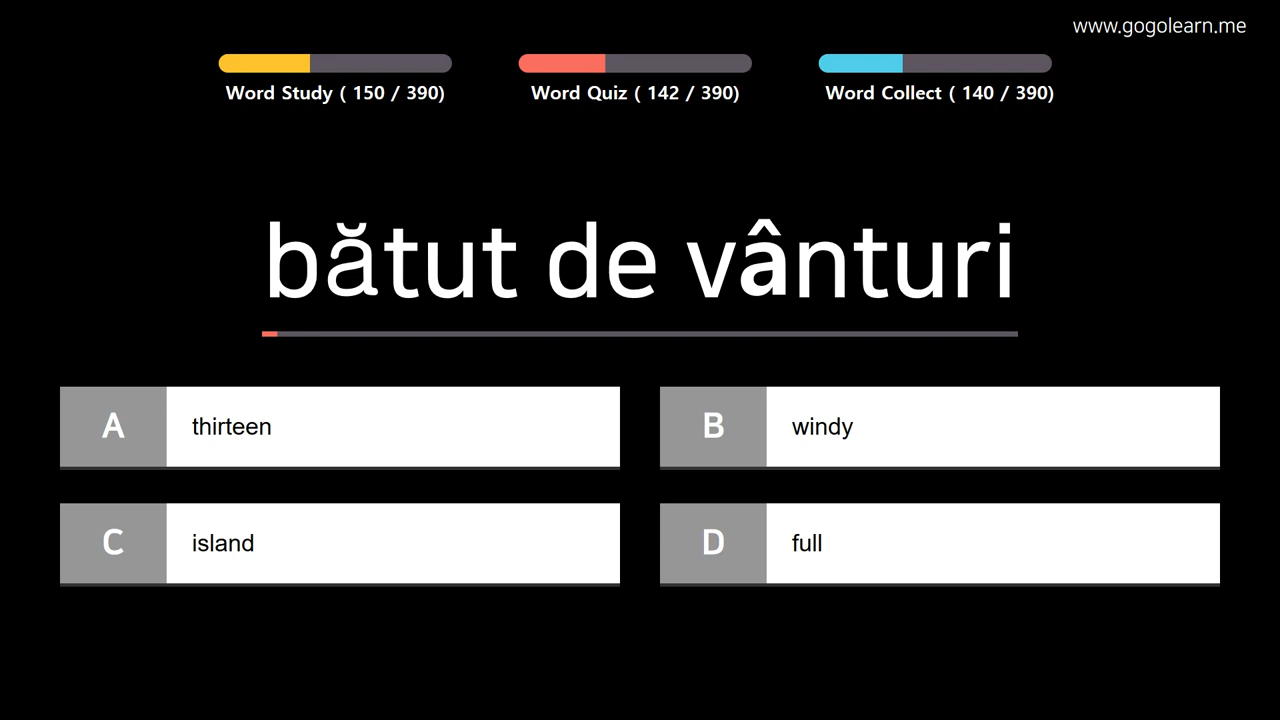 www.gogolearn.me
Word Study ( 150 / 390)
Word Quiz ( 142 / 390)
Word Collect ( 140 / 390)
bătut de vânturi
A thirteen
B windy
C island
D full